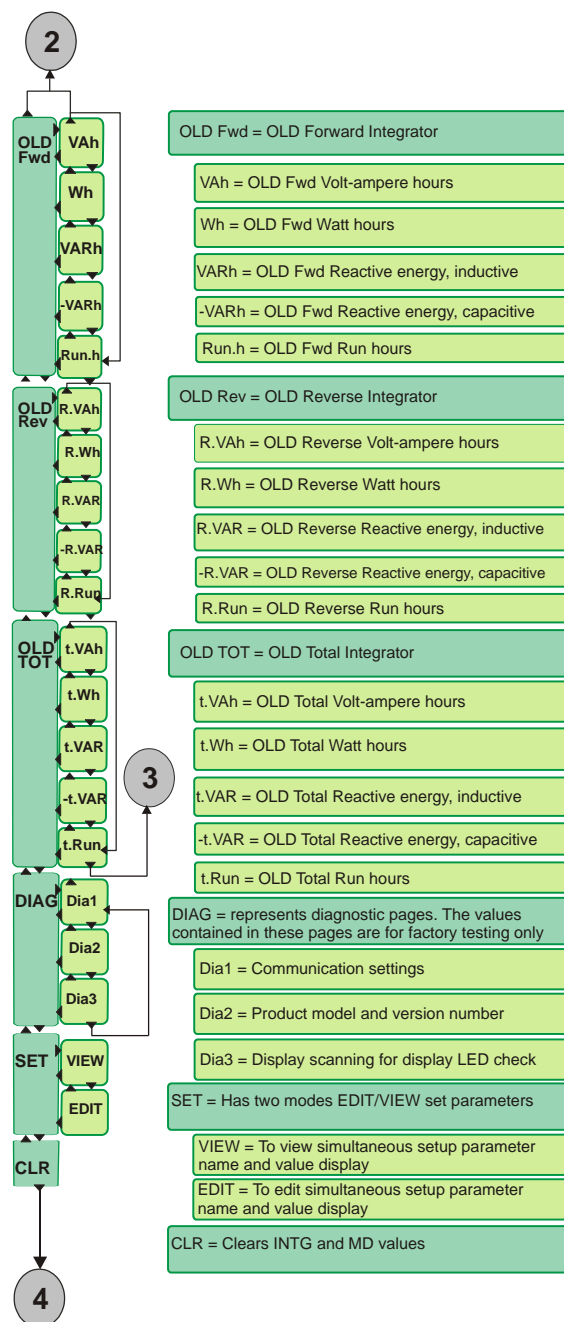 2
OLD
Fwd
VAh
Wh
VARh
-VARh
Run.h
OLD Fwd = OLD Forward Integrator
VAh = OLD Fwd Volt-ampere hours
Wh = OLD Fwd Watt hours
VARh = OLD Fwd Reactive energy, inductive
-VARh = OLD Fwd Reactive energy, capacitive
Run.h = OLD Fwd Run hours
OLD
Rev
R.VAh
R.Wh
R.VAR
-R.VAR
R.Run
OLD Rev = OLD Reverse Integrator
R.VAh = OLD Reverse Volt-ampere hours
R.Wh = OLD Reverse Watt hours
R.VAR = OLD Reverse Reactive energy, inductive
-R.VAR = OLD Reverse Reactive energy, capacitive
R.Run = OLD Reverse Run hours
OLD
TOT
t.VAh
t.Wh
t.VAR
-t.VAR
t.Run
3
OLD TOT = OLD Total Integrator
t.VAh = OLD Total Volt-ampere hours
t.Wh = OLD Total Watt hours
t.VAR = OLD Total Reactive energy, inductive
-t.VAR = OLD Total Reactive energy, capacitive
t.Run = OLD Total Run hours
DIAG
Dia1
Dia2
Dia3
DIAG = represents diagnostic pages. The values
contained in these pages are for factory testing only
Dia1 = Communication settings
Dia2 = Product model and version number
Dia3 = Display scanning for display LED check
SET
VIEW
EDIT
SET = Has two modes EDIT/VIEW set parameters
VIEW = To view simultaneous setup parameter
name and value display
EDIT = To edit simultaneous setup parameter
name and value display
CLR
CLR = Clears INTG and MD values
4